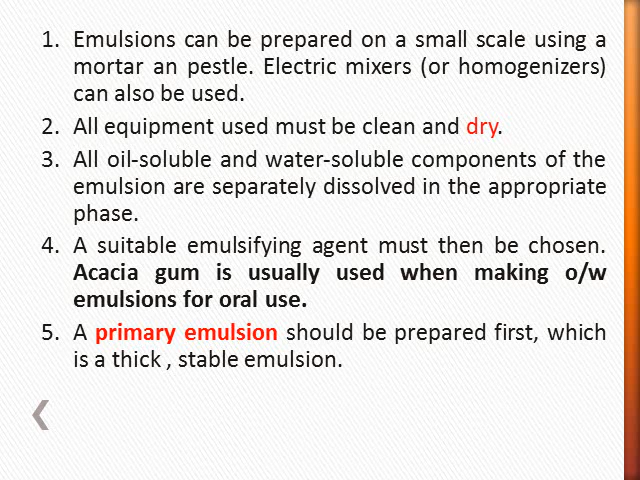 1. Emulsions can be prepared on a small scale using a
mortar an pestle. Electric mixers (or homogenizers)
can also be used.
2. All equipment used must be clean and dry.
3. All oil-soluble and water-soluble components of the
emulsion are separately dissolved in the appropriate
phase.
4. A suitable emulsifying agent must then be chosen.
Acacia gum is usually used when making o/w
emulsions for oral use.
5. A primary emulsion should be prepared first, which
is a thick , stable emulsion.